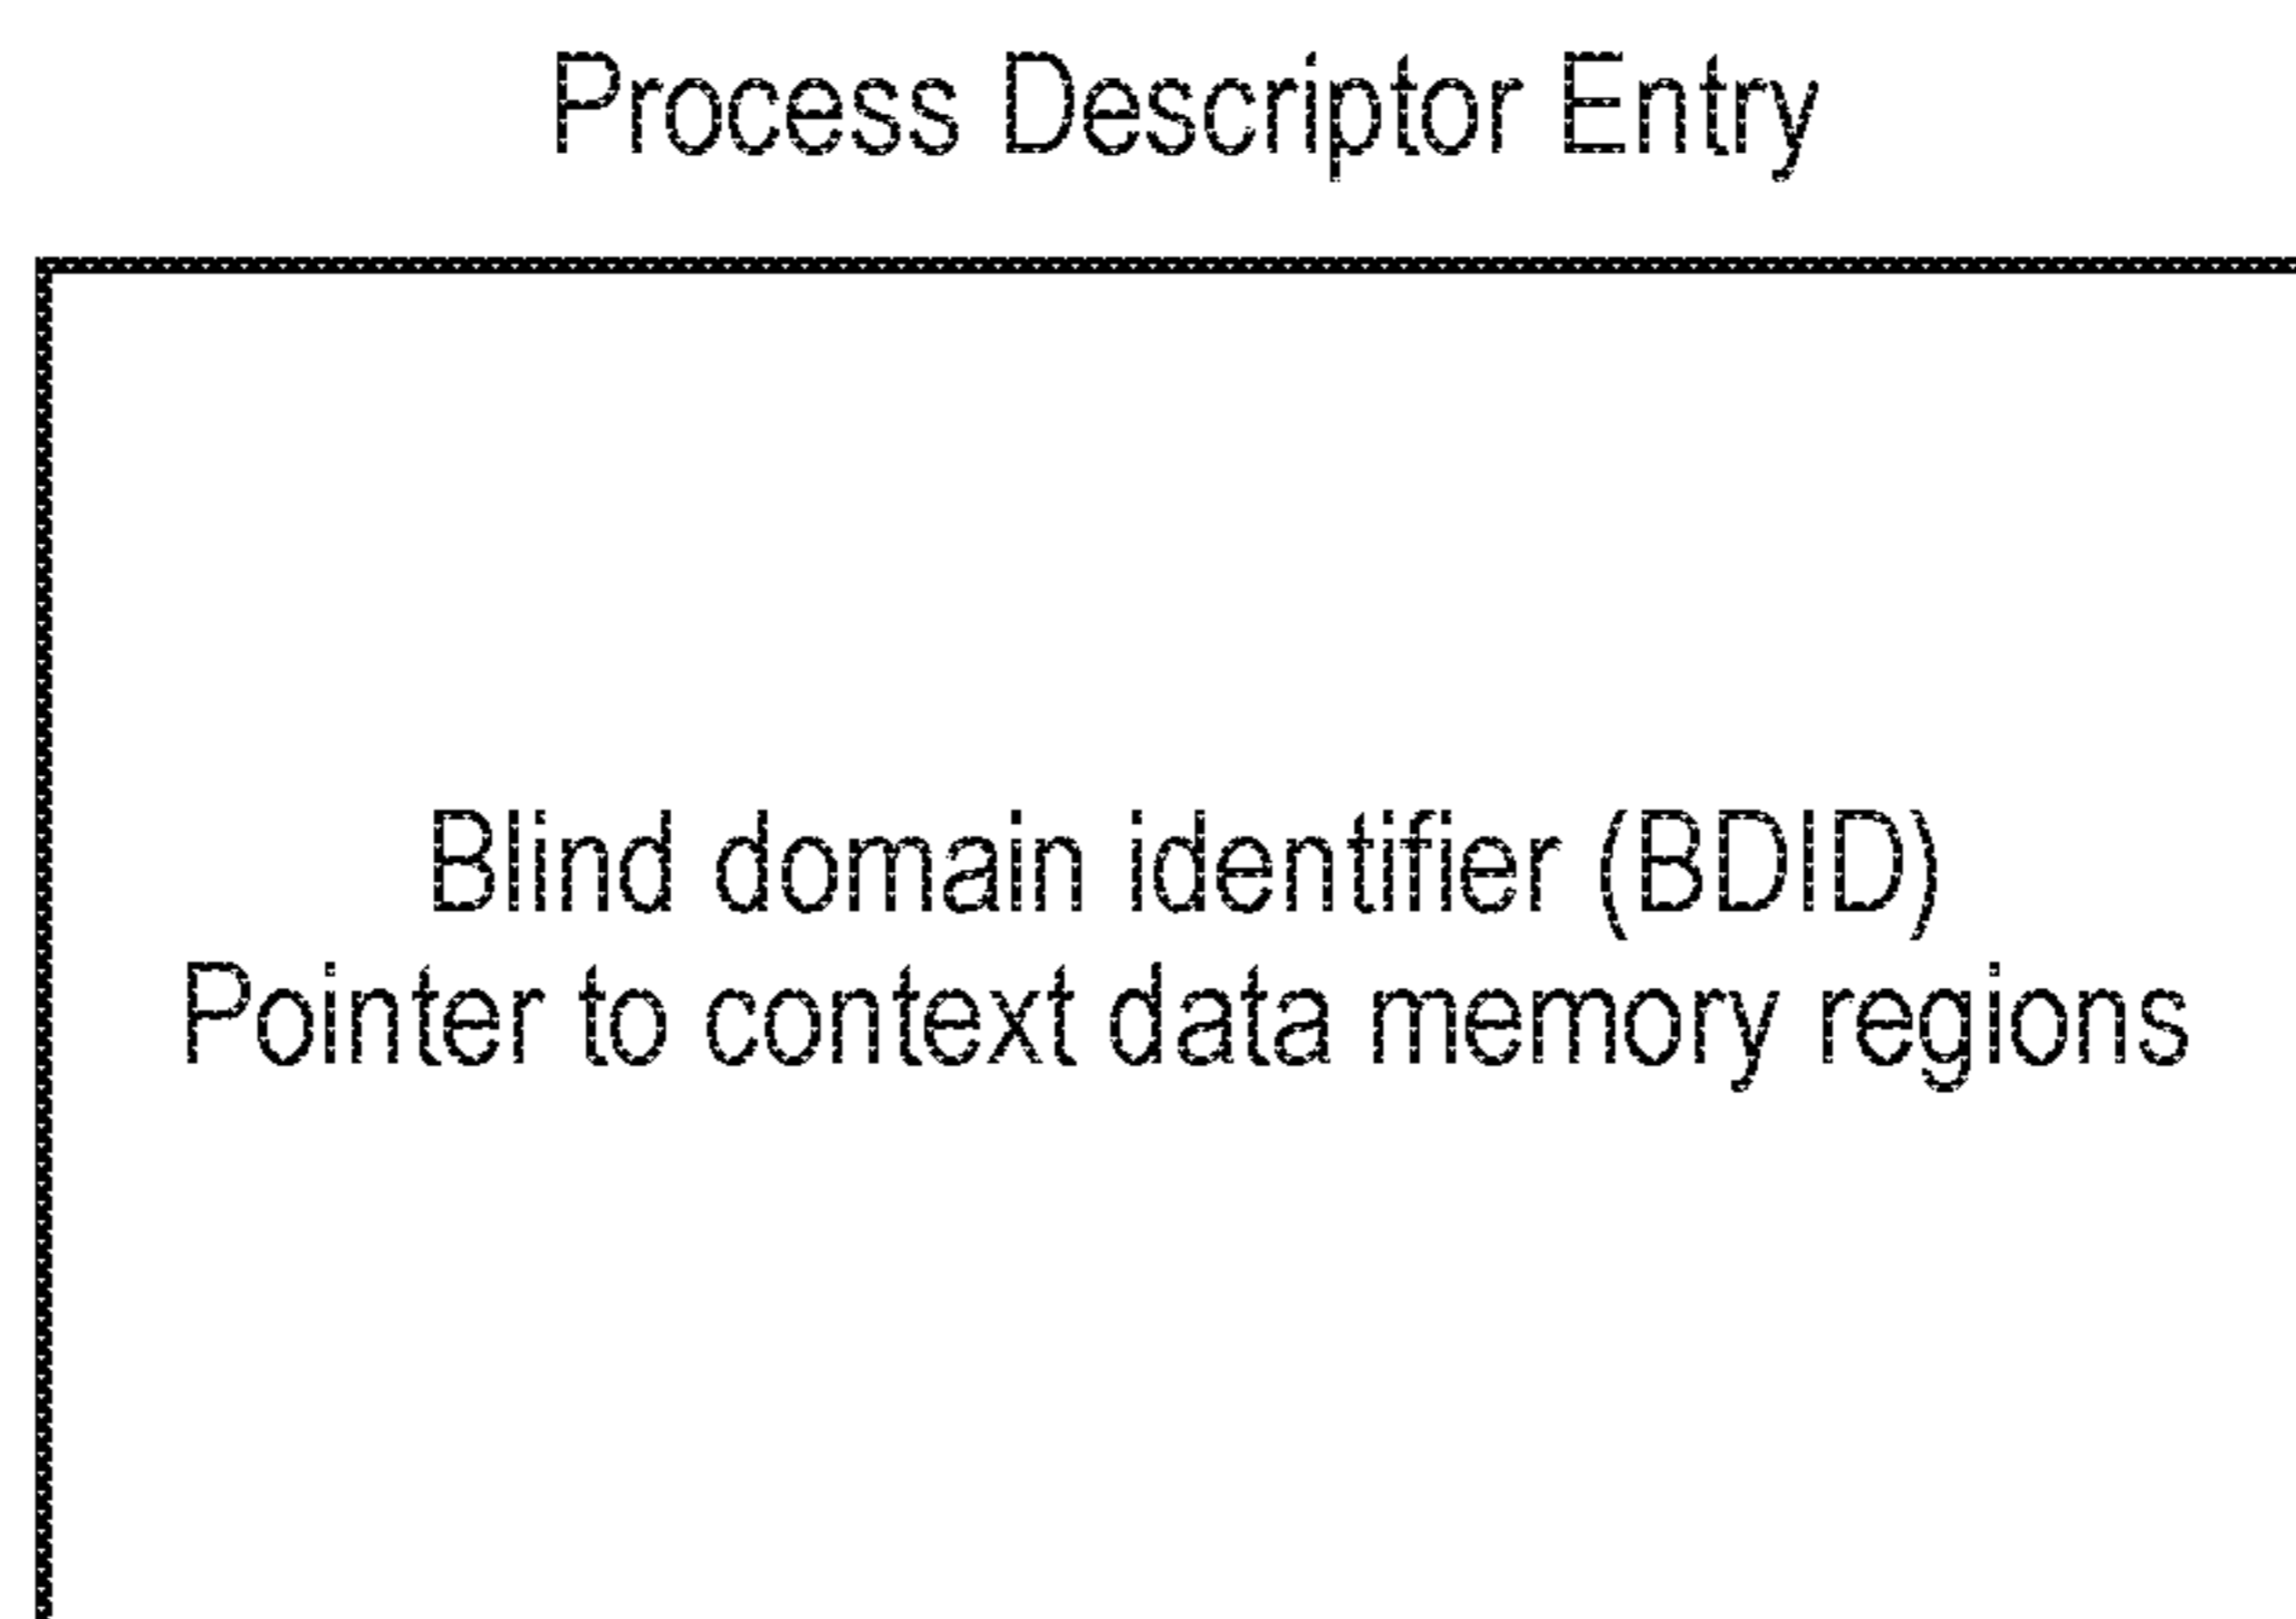 Process Descriptor Entry
Blind domain identifier (BDID)
Pointer to context data memory regions